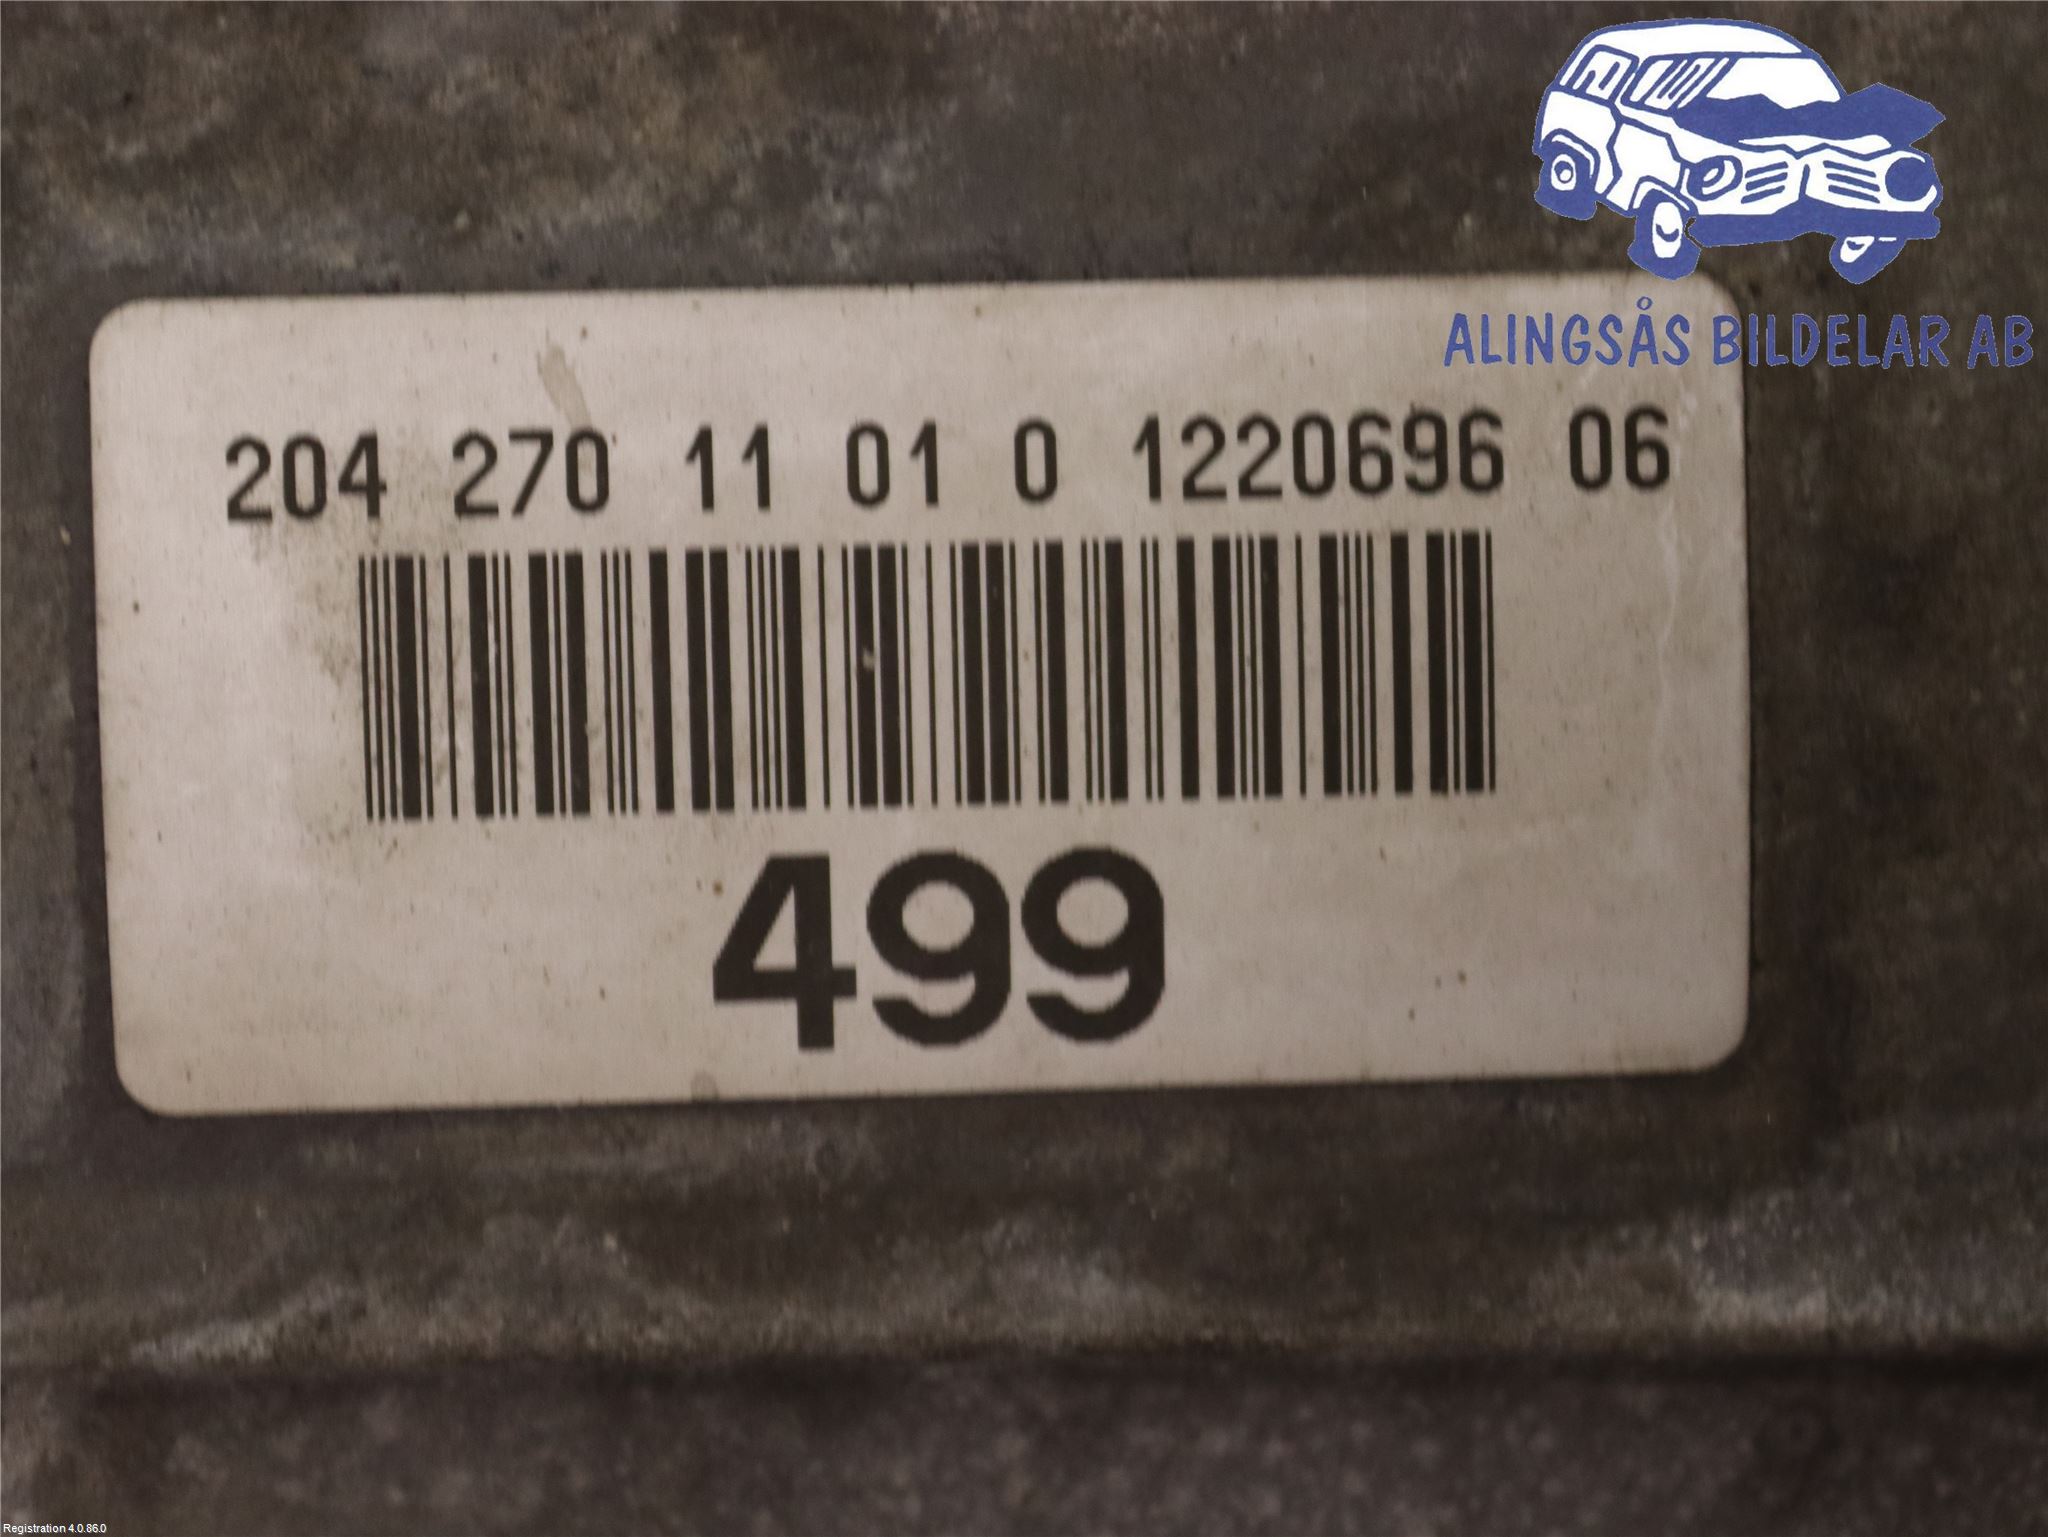 ALINGSÅS BILDELAR AB
204 270 11 01 0 1220696 06
499
Registration 4.0.86.0